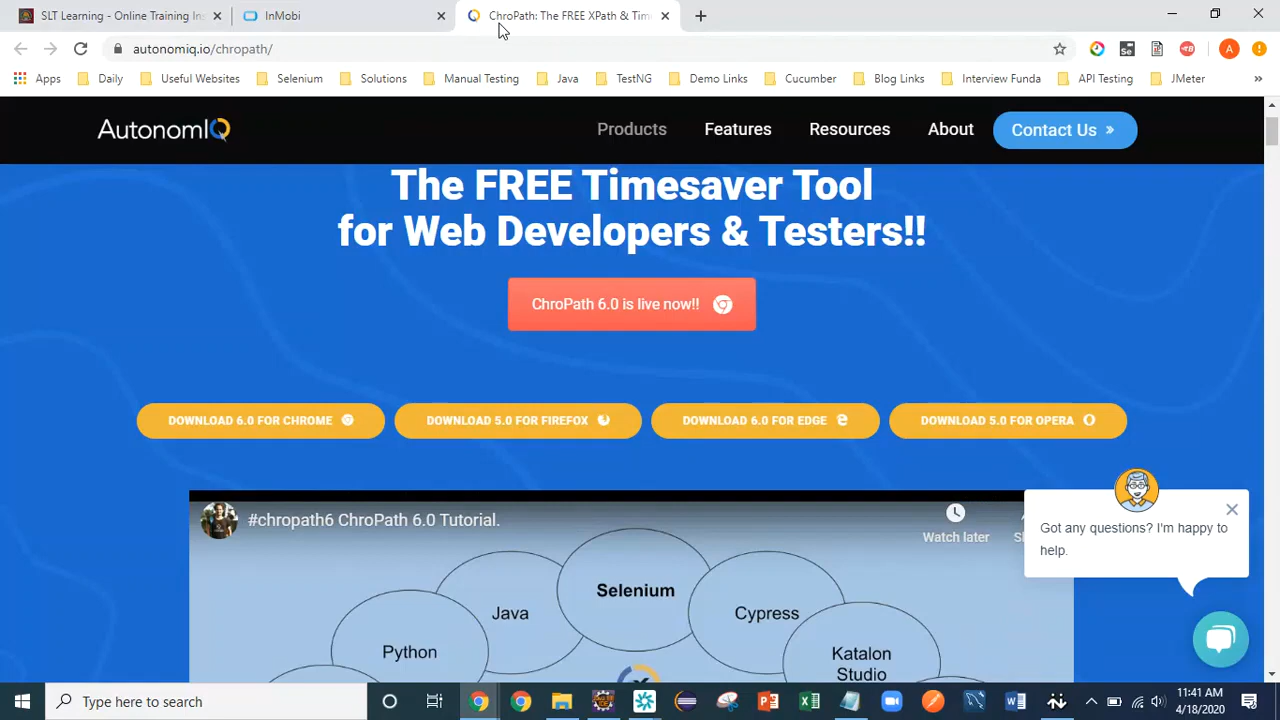 SLT Learning - Online Training Ins
InMobi
ChroPath: The FREE XPath & Tim
autonomiq.io/chropath/
Apps
Daily
Useful Websites
Selenium
Solutions
Manual Testing
Java
TestNG
Demo Links
Cucumber
Blog Links
Interview Funda
API Testing
JMeter
»
AutonomIQ
Products
Features
Resources
About
Contact Us »
The FREE Timesaver Tool
for Web Developers & Testers!!
ChroPath 6.0 is live now!!
DOWNLOAD 6.0 FOR CHROME
DOWNLOAD 5.0 FOR FIREFOX
DOWNLOAD 6.0 FOR EDGE
DOWNLOAD 5.0 FOR OPERA
#chropath6 ChroPath 6.0 Tutorial.
Watch later
Got any questions? I'm happy to
help.
Selenium
Java
Cypress
Python
Katalon
Studio
Type here to search
11:41 AM
4/18/2020